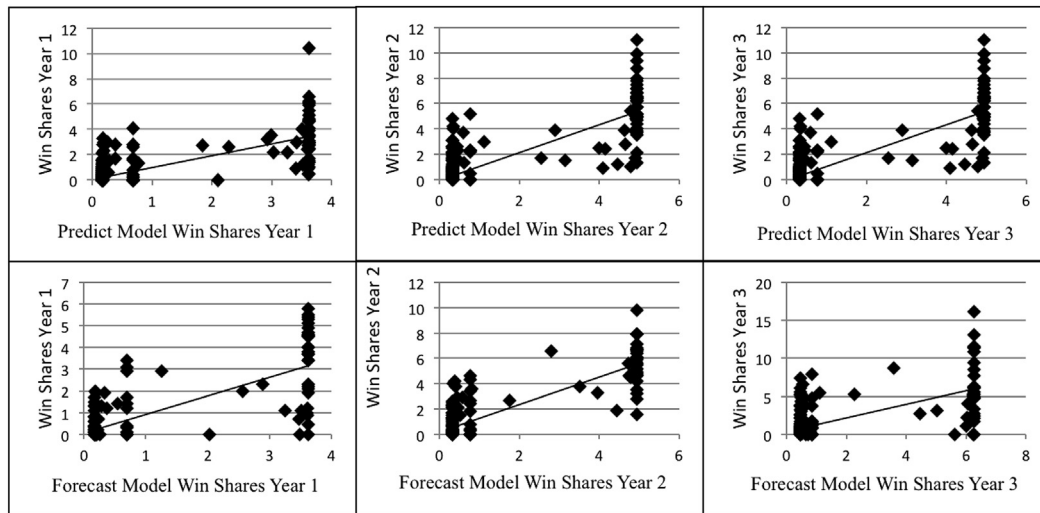 Win Shares Year 1
12
10
8
6
4
2
0
0 1 2 3 4
Predict Model Win Shares Year 1
Win Shares Year 2
12
10
8
6
4
2
0
0 2 4 6
Predict Model Win Shares Year 2
Win Shares Year 3
12
10
8
6
4
2
0
0 2 4 6
Predict Model Win Shares Year 3
Win Shares Year 1
7
6
5
4
3
2
1
0
0 1 2 3 4
Forecast Model Win Shares Year 1
Win Shares Year 2
12
10
8
6
4
2
0
0 2 4 6
Forecast Model Win Shares Year 2
Win Shares Year 3
20
15
10
5
0
0 2 4 6 8
Forecast Model Win Shares Year 3